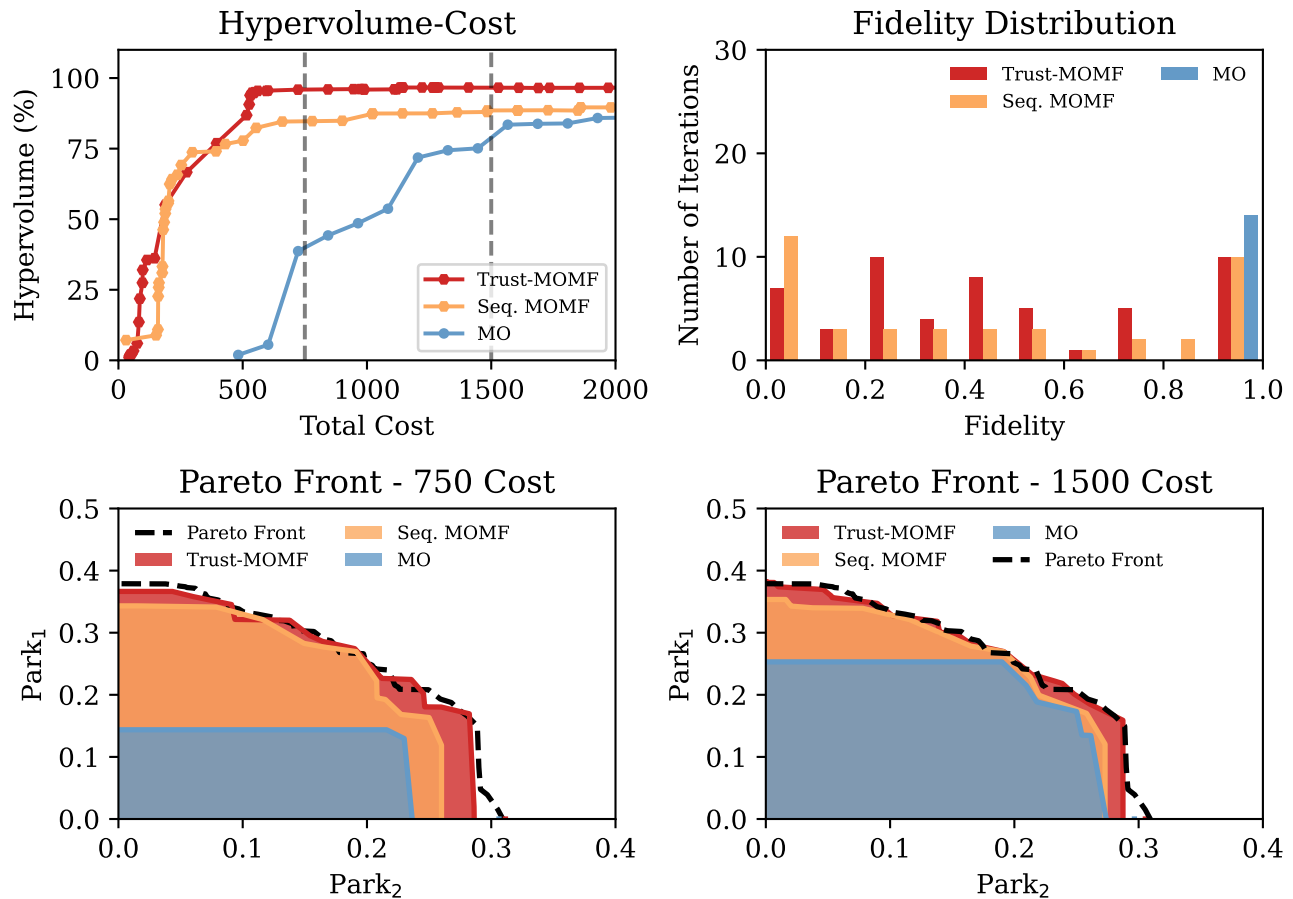 Hypervolume-Cost
Hypervolume (%)
100
75
50
25
0
0 500 1000 1500 2000
Total Cost
Trust-MOMF
Seq. MOMF
MO
Fidelity Distribution
Number of Iterations
30
20
10
0
0.0 0.2 0.4 0.6 0.8 1.0
Fidelity
Trust-MOMF MO
Seq. MOMF
Pareto Front - 750 Cost
Park₁
0.5
0.4
0.3
0.2
0.1
0.0
0.0 0.1 0.2 0.3 0.4
Park₂
Pareto Front Seq. MOMF
Trust-MOMF MO
Pareto Front - 1500 Cost
Park₁
0.5
0.4
0.3
0.2
0.1
0.0
0.0 0.1 0.2 0.3 0.4
Park₂
Trust-MOMF MO
Seq. MOMF Pareto Front